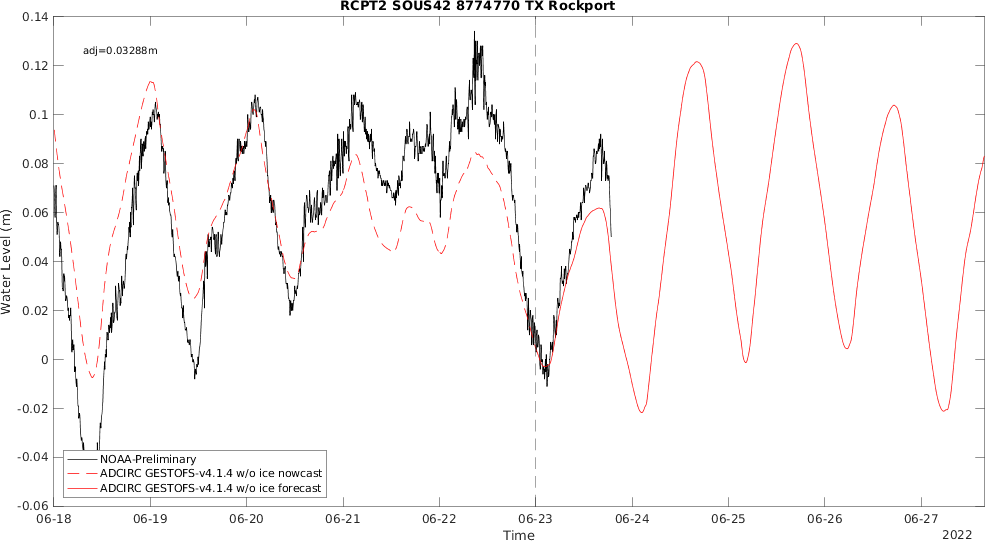 RCPT2 SOUS42 8774770 TX Rockport
0.14
adj=0.03288m
0.12
0.1
0.08
0.06
Water Level (m)
0.04
0.02
0
-0.02
-0.04
NOAA-Preliminary
ADCIRC GESTOFS-v4.1.4 w/o ice nowcast
ADCIRC GESTOFS-v4.1.4 w/o ice forecast
-0.06
06-18 06-19 06-20 06-21 06-22 06-23 06-24 06-25 06-26 06-27
Time
2022